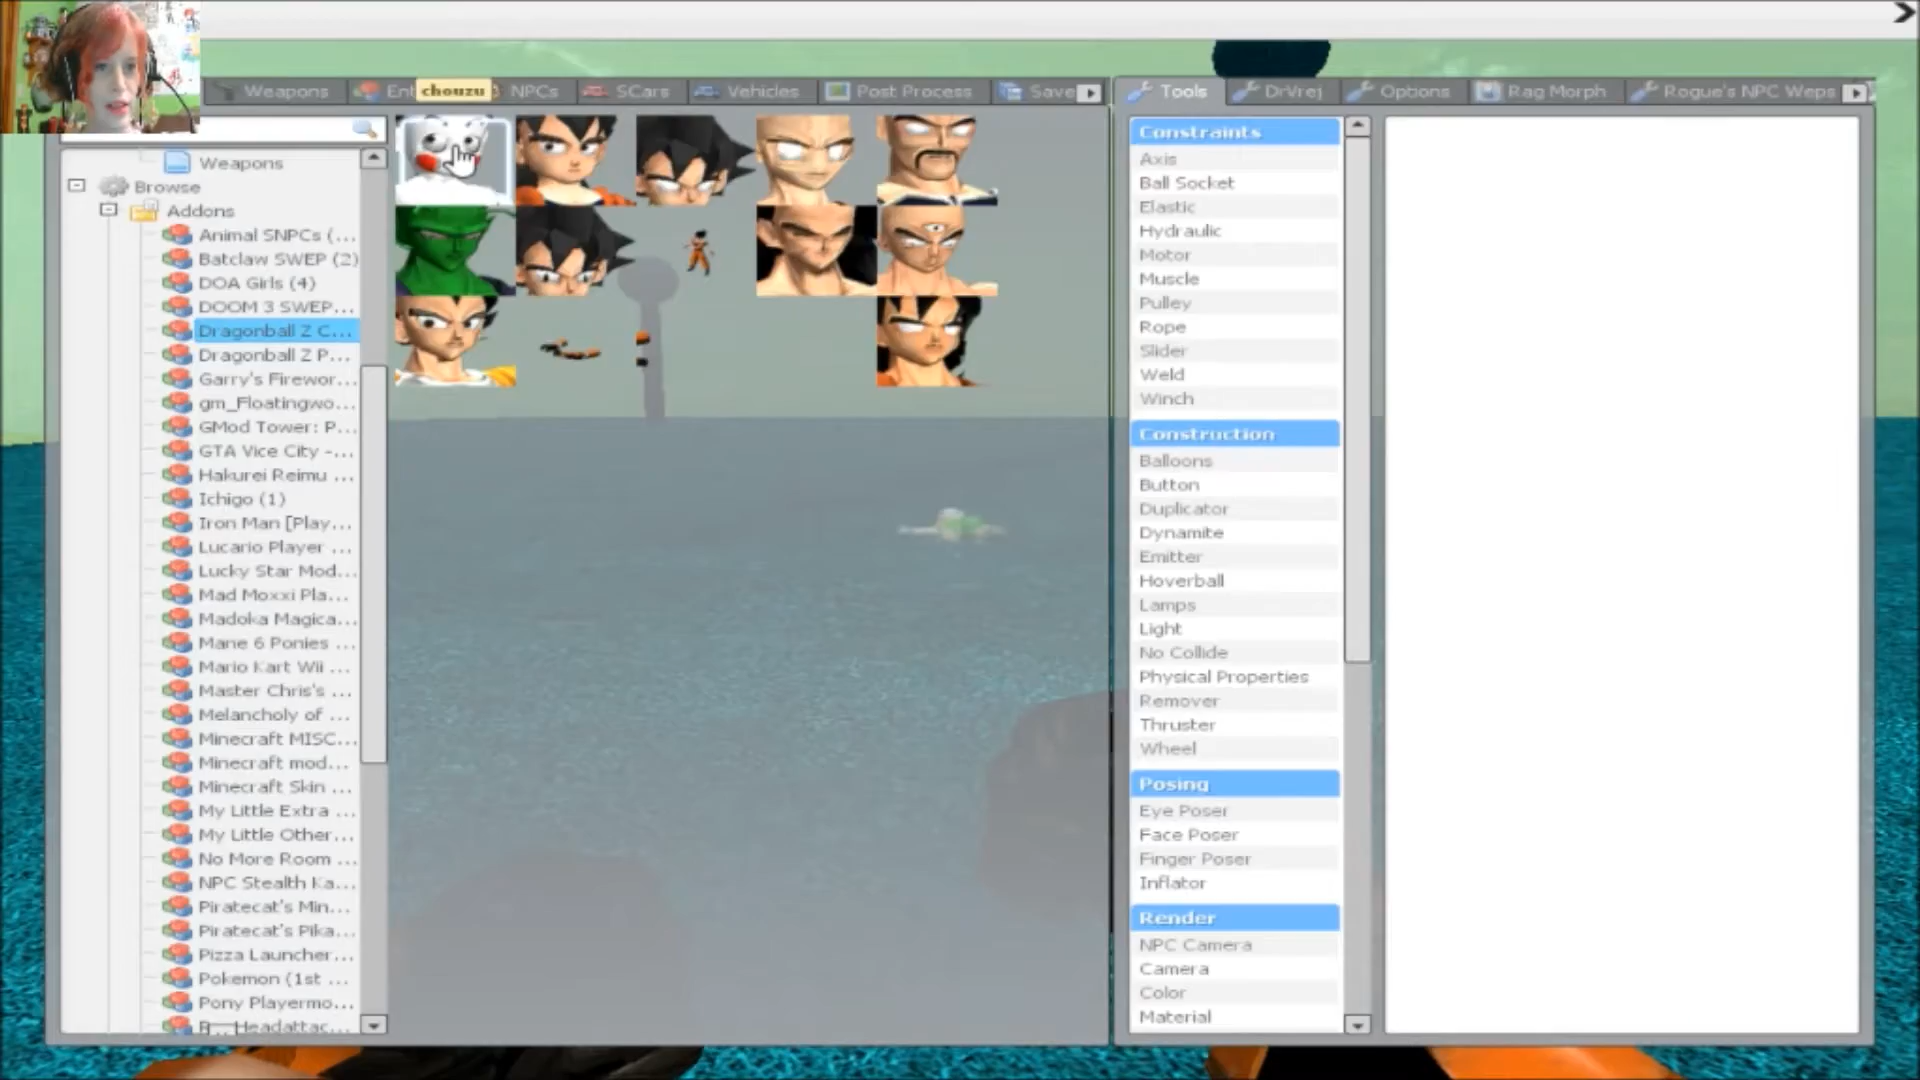 Weapons
chouzu
NPCs
SCars
Vehicles
Post Process
Save
Tools
DrVrej
Options
Rag Morph
Rogue's NPC Weps
Weapons
Browse
Addons
Animal SNPCs (...
Batclaw SWEP (2)
DOA Girls (4)
DOOM 3 SWEP...
Dragonball Z C...
Dragonball Z P...
Garry's Firewor...
gm_Floatingwo...
GMod Tower: P...
GTA Vice City -...
Hakurei Reimu ...
Ichigo (1)
Iron Man [Play...
Lucario Player ...
Lucky Star Mod...
Mad Moxxi Pla...
Madoka Magica...
Mane 6 Ponies ...
Mario Kart Wii ...
Master Chris's ...
Melancholy of ...
Minecraft MISC...
Minecraft mod...
Minecraft Skin ...
My Little Extra ...
My Little Other...
No More Room ...
NPC Stealth Ka...
Piratecat's Min...
Piratecat's Pika...
Pizza Launcher...
Pokemon (1st ...
Pony Playermo...
Constraints
Axis
Ball Socket
Elastic
Hydraulic
Motor
Muscle
Pulley
Rope
Slider
Weld
Winch
Construction
Balloons
Button
Duplicator
Dynamite
Emitter
Hoverball
Lamps
Light
No Collide
Physical Properties
Remover
Thruster
Wheel
Posing
Eye Poser
Face Poser
Finger Poser
Inflator
Render
NPC Camera
Camera
Color
Material